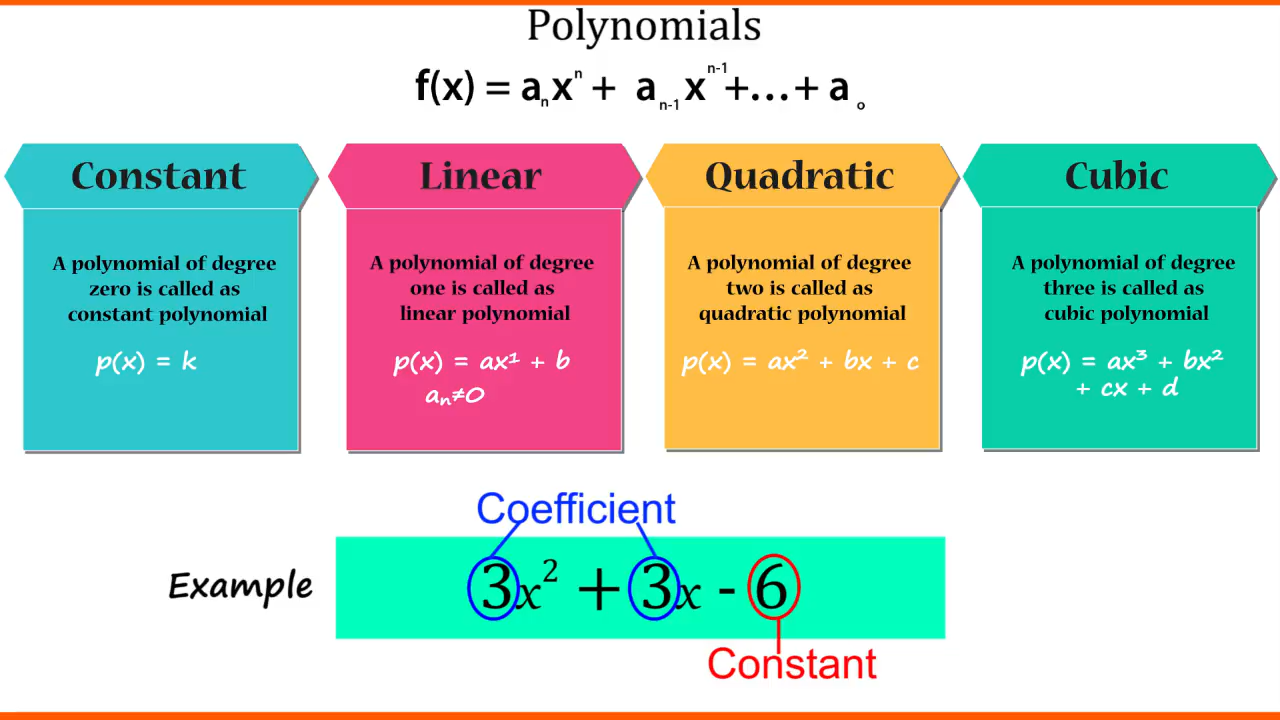 Polynomials
f(x) = aₙxⁿ + aₙ₋₁xⁿ⁻¹+...+ aₒ
Constant
A polynomial of degree
zero is called as
constant polynomial
p(x) = k
Linear
A polynomial of degree
one is called as
linear polynomial
p(x) = ax¹ + b
aₙ≠0
Quadratic
A polynomial of degree
two is called as
quadratic polynomial
p(x) = ax² + bx + c
Cubic
A polynomial of degree
three is called as
cubic polynomial
p(x) = ax³ + bx²
+ cx + d
Coefficient
Example
3x² + 3x - 6
Constant